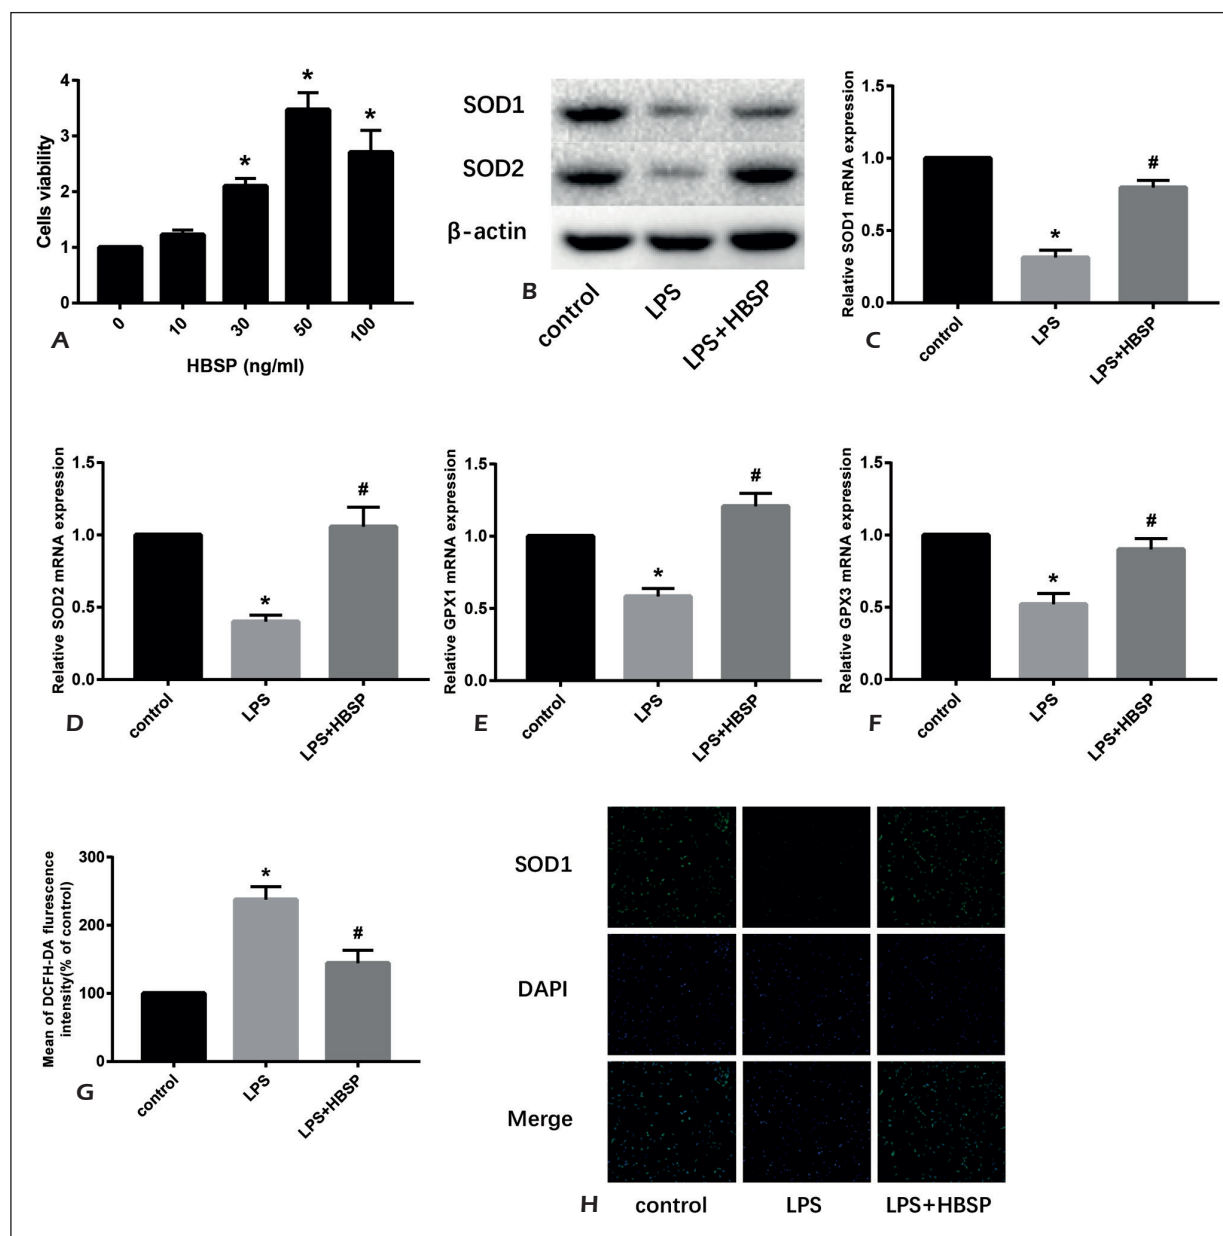 Cells viability
4
3
2
1
0
*
*
*
0
10
30
50
100
HBSP (ng/ml)
A
SOD1
SOD2
β-actin
control
LPS
LPS+HBSP
B
Relative SOD1 mRNA expression
1.5
1.0
0.5
0.0
*
#
control
LPS
LPS+HBSP
C
Relative SOD2 mRNA expression
1.5
1.0
0.5
0.0
*
#
control
LPS
LPS+HBSP
D
Relative GPX1 mRNA expression
1.5
1.0
0.5
0.0
*
#
control
LPS
LPS+HBSP
E
Relative GPX3 mRNA expression
1.5
1.0
0.5
0.0
*
#
control
LPS
LPS+HBSP
F
Mean of DCFH-DA flurescence
intensity(% of control)
300
200
100
0
*
#
control
LPS
LPS+HBSP
G
SOD1
DAPI
Merge
H
control
LPS
LPS+HBSP